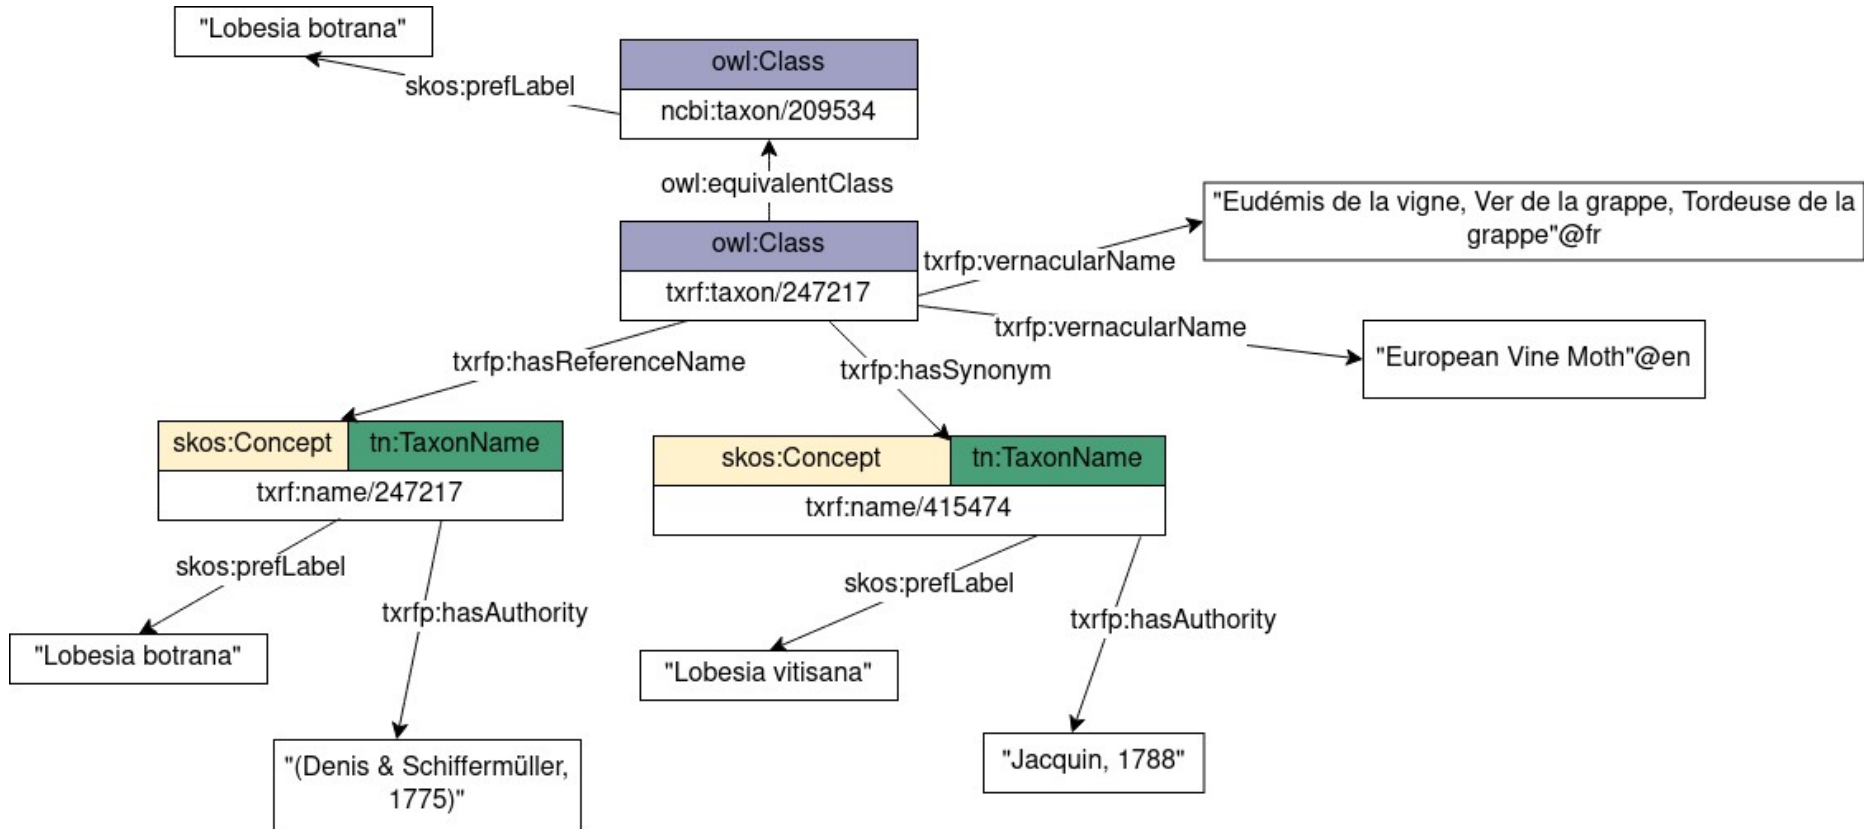 "Lobesia botrana"
owl:Class
skos:prefLabel
ncbi:taxon/209534
owl:equivalentClass
"Eudémis de la vigne, Ver de la grappe, Tordeuse de la
grappe"@fr
owl:Class
txrfp:vernacularName
txrf:taxon/247217
txrfp:vernacularName
"European Vine Moth"@en
txrfp:hasReferenceName
txrfp:hasSynonym
skos:Concept
tn:TaxonName
txrf:name/247217
skos:Concept
tn:TaxonName
txrf:name/415474
skos:prefLabel
txrfp:hasAuthority
skos:prefLabel
txrfp:hasAuthority
"Lobesia botrana"
"Lobesia vitisana"
"(Denis & Schiffermüller,
1775)"
"Jacquin, 1788"